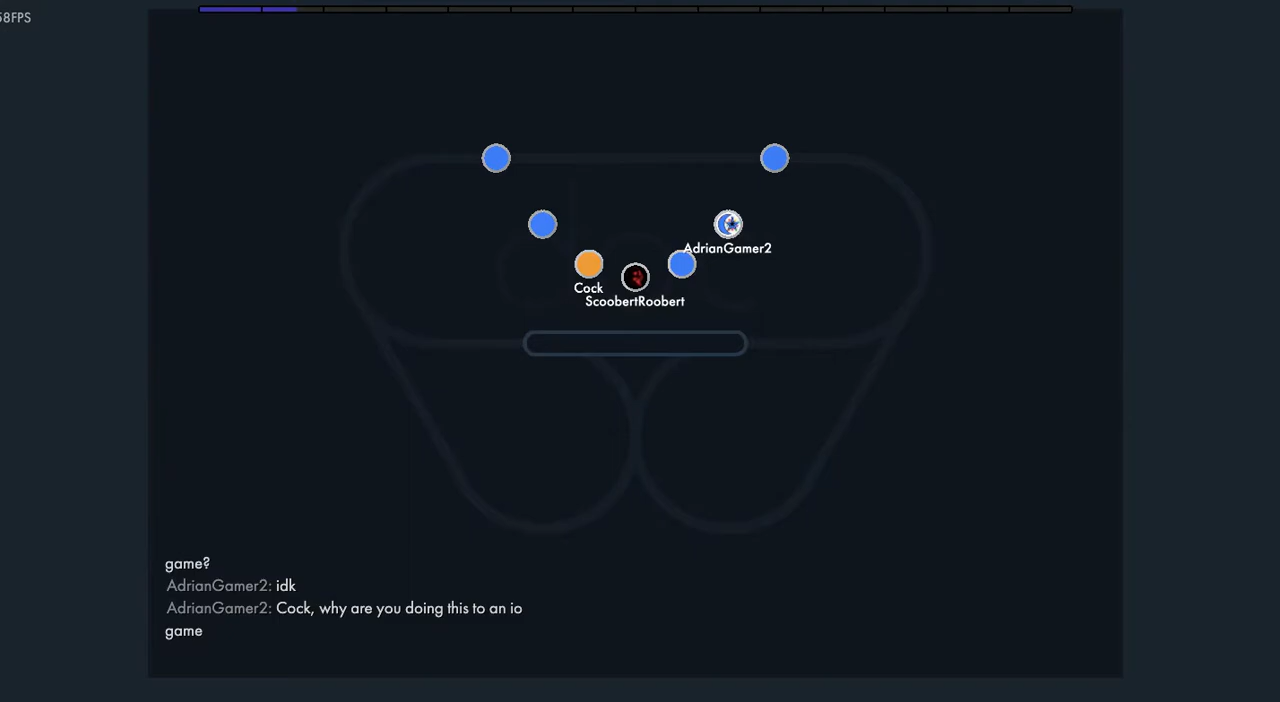 58FPS
AdrianGamer2
Cock
ScoobertRoobert
game?
AdrianGamer2: idk
AdrianGamer2: Cock, why are you doing this to an io
game